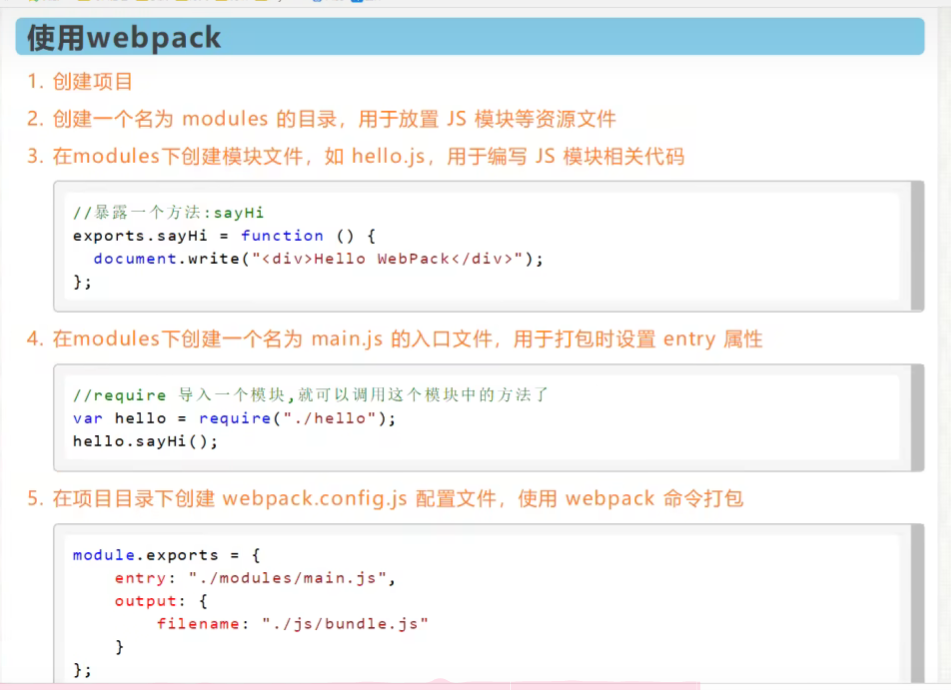 使用webpack
1. 创建项目
2. 创建一个名为 modules 的目录，用于放置 JS 模块等资源文件
3. 在modules下创建模块文件，如 hello.js，用于编写 JS 模块相关代码
//暴露一个方法:sayHi
exports.sayHi = function () {
  document.write("<div>Hello WebPack</div>");
};
4. 在modules下创建一个名为 main.js 的入口文件，用于打包时设置 entry 属性
//require 导入一个模块,就可以调用这个模块中的方法了
var hello = require("./hello");
hello.sayHi();
5. 在项目目录下创建 webpack.config.js 配置文件，使用 webpack 命令打包
module.exports = {
    entry: "./modules/main.js",
    output: {
        filename: "./js/bundle.js"
    }
};